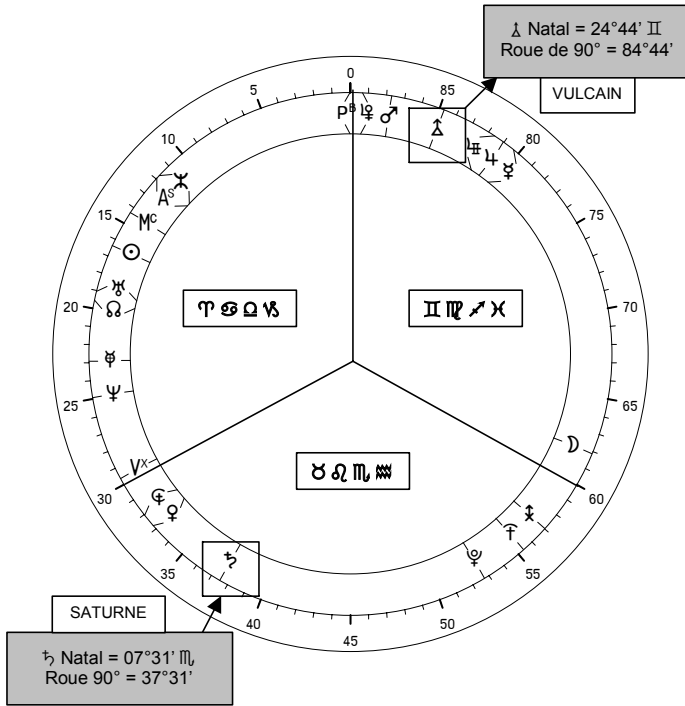 ⚴ Natal = 24°44' ♊
Roue de 90° = 84°44'
VULCAIN
0
5
85
10
80
15
75
20
70
25
65
30
60
35
55
40
50
45
P
B
A
S
M
C
☉
♅
☊
♆
V
X
♀
♄
♇
☽
♂
♃
☿
♈ ♋ ♎ ♑
♊ ♍ ♐ ♓
♉ ♌ ♏ ♒
SATURNE
♄ Natal = 07°31' ♏
Roue 90° = 37°31'